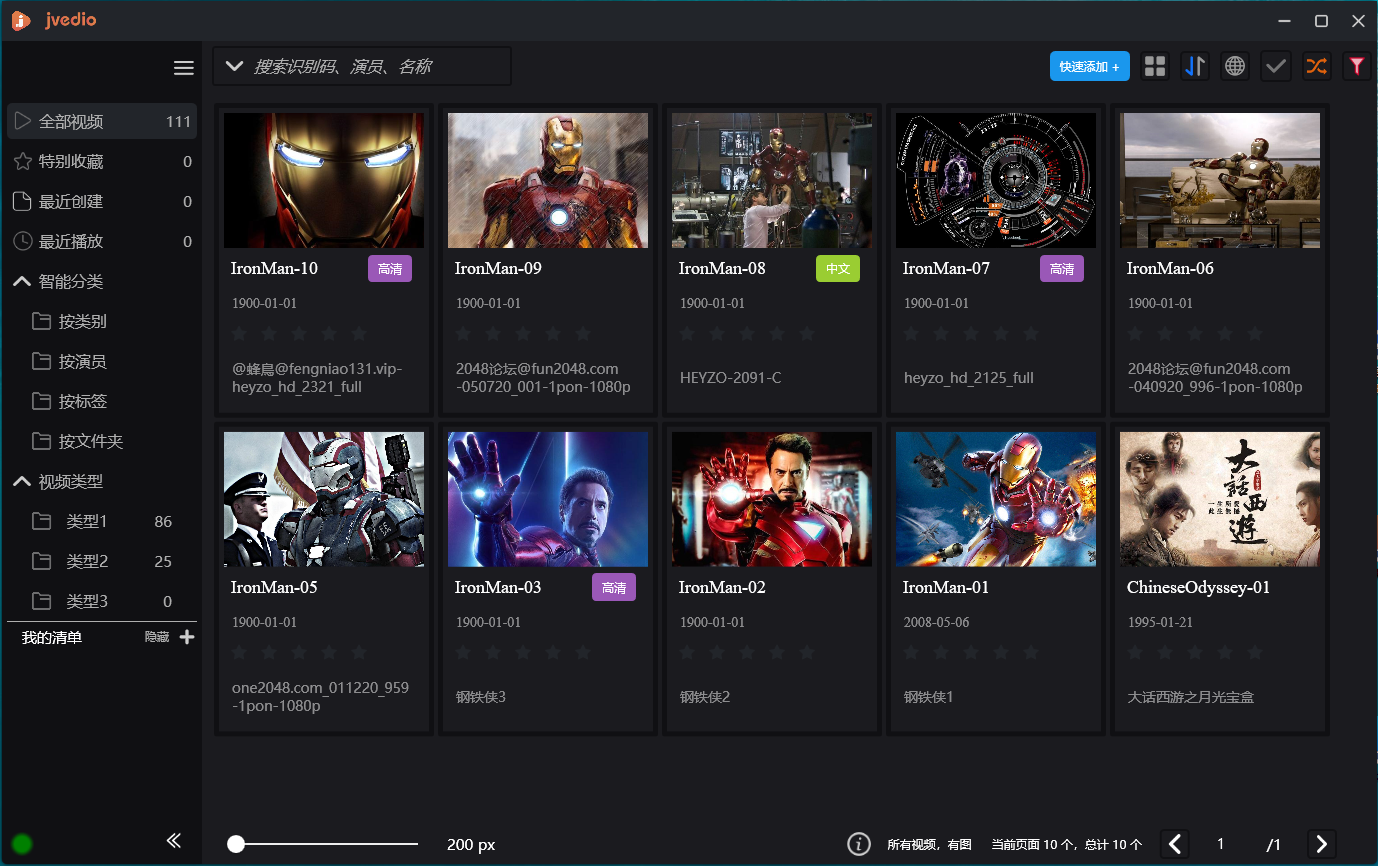 jvedio
搜索识别码、演员、名称
快速添加 +
全部视频 111
特别收藏 0
最近创建 0
最近播放 0
智能分类
按类别
按演员
按标签
按文件夹
视频类型
类型1 86
类型2 25
类型3 0
我的清单 隐藏
IronMan-10 高清
1900-01-01
@蜂鳥@fengniao131.vip-
heyzo_hd_2321_full
IronMan-09
1900-01-01
2048论坛@fun2048.com
-050720_001-1pon-1080p
IronMan-08 中文
1900-01-01
HEYZO-2091-C
IronMan-07 高清
1900-01-01
heyzo_hd_2125_full
IronMan-06
1900-01-01
2048论坛@fun2048.com
-040920_996-1pon-1080p
IronMan-05
1900-01-01
one2048.com_011220_959
-1pon-1080p
IronMan-03 高清
1900-01-01
钢铁侠3
IronMan-02
1900-01-01
钢铁侠2
IronMan-01
2008-05-06
钢铁侠1
大话西游
ChineseOdyssey-01
1995-01-21
大话西游之月光宝盒
200 px
所有视频，有图 当前页面 10 个，总计 10 个 1 /1